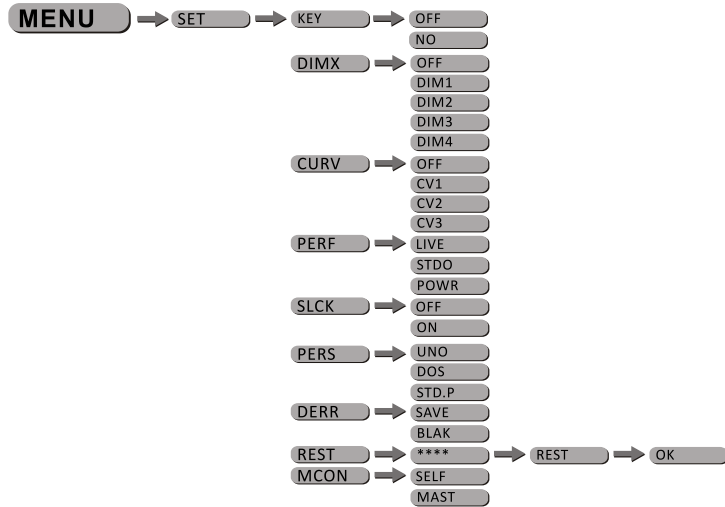 MENU SET KEY OFF
NO
DIMX OFF
DIM1
DIM2
DIM3
DIM4
CURV OFF
CV1
CV2
CV3
PERF LIVE
STDO
POWR
SLCK OFF
ON
PERS UNO
DOS
STD.P
DERR SAVE
BLAK
REST **** REST OK
MCON SELF
MAST